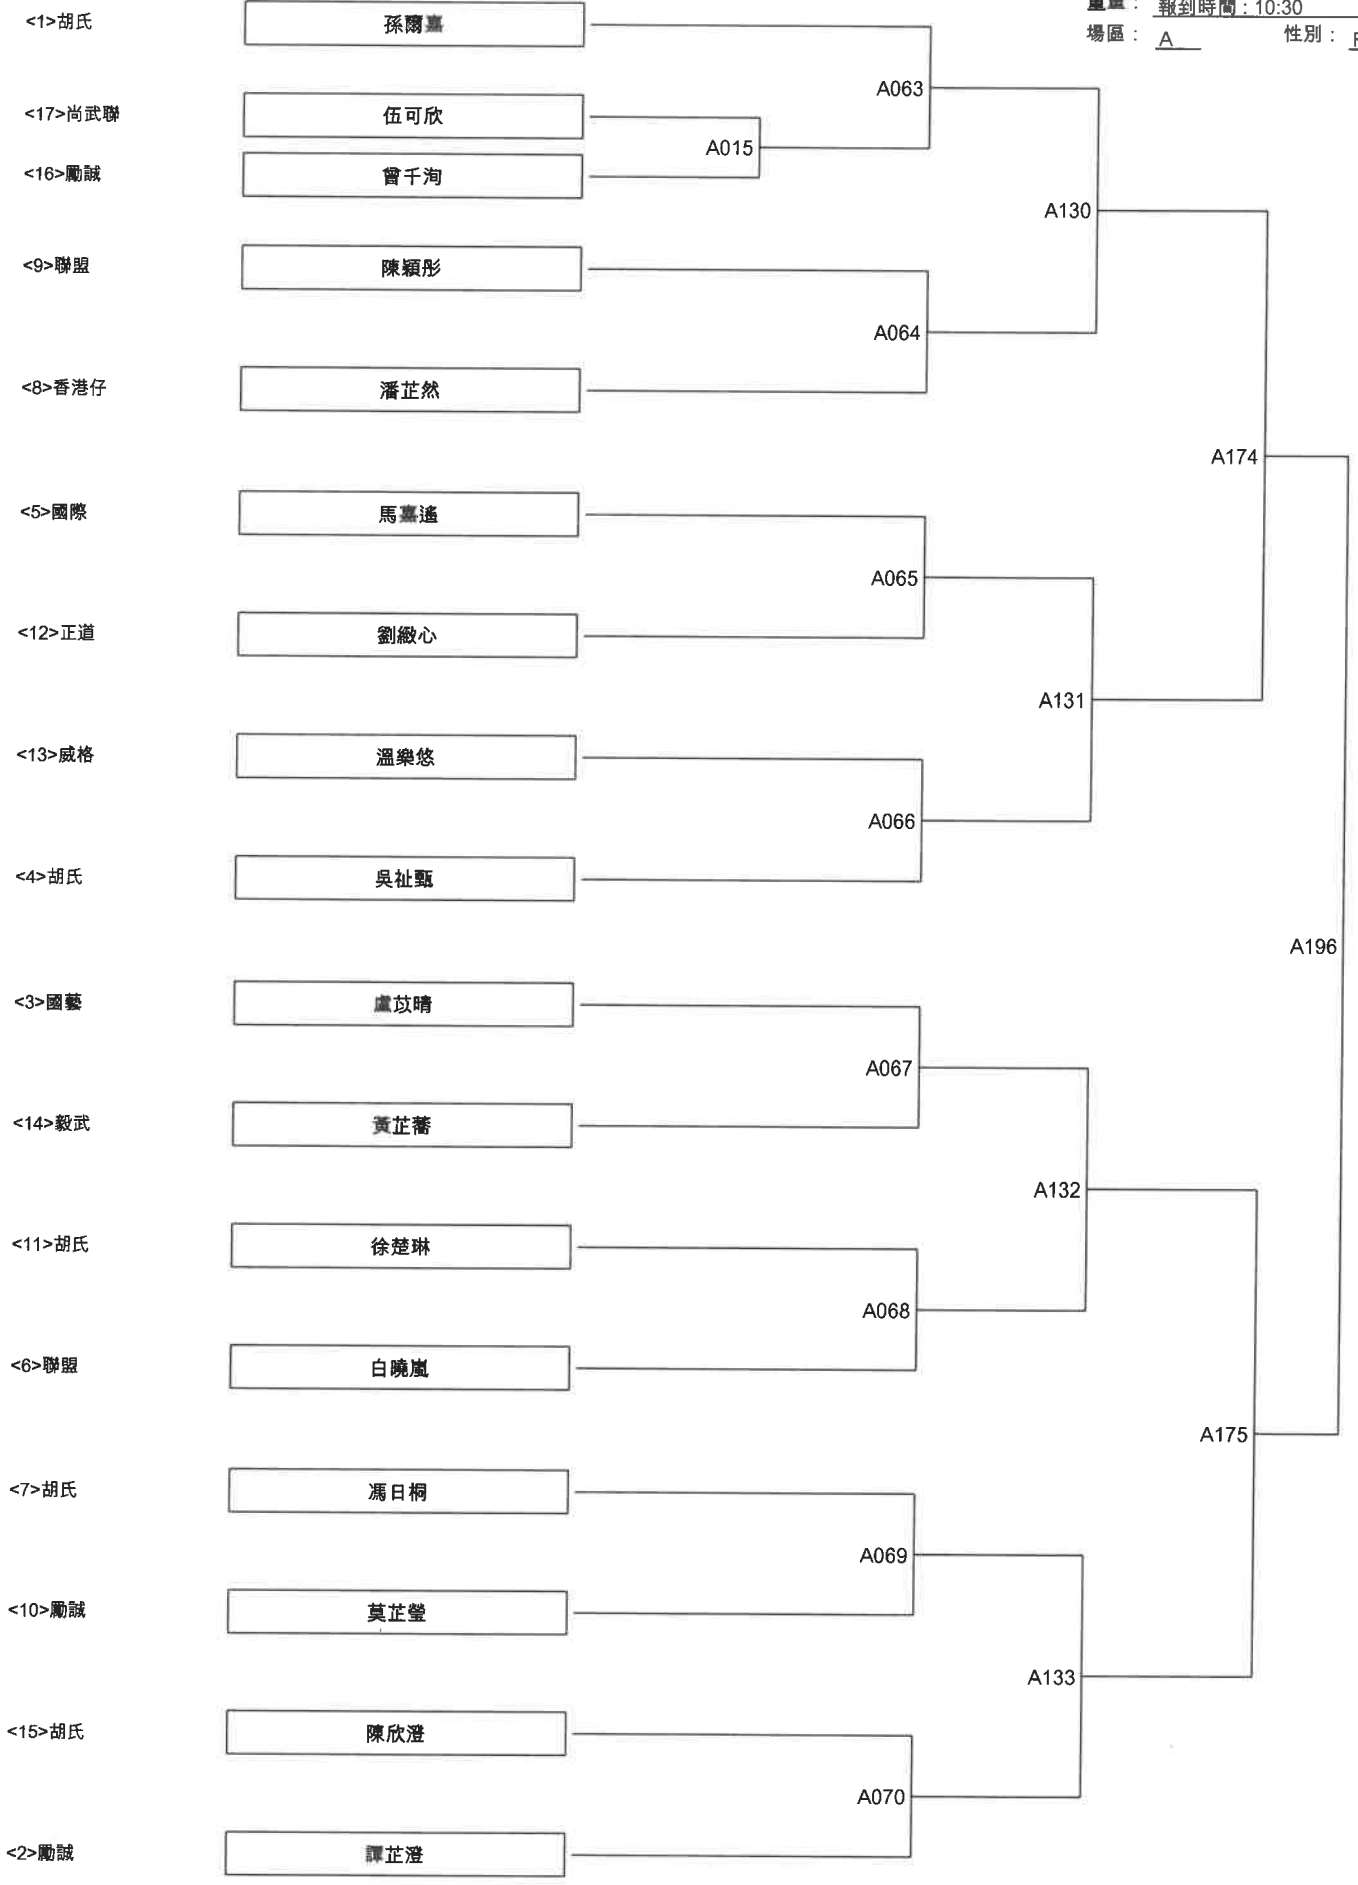 報到時間 : 10:30
<1>胡氏 孫爾嘉
場區 : A 性別 :
A063
<17>尚武聯 伍可欣
A015
<16>勵誠 曾千洵
A130
<9>聯盟 陳穎彤
A064
<8>香港仔 潘芷然
A174
<5>國際 馬嘉遙
A065
<12>正道 劉緻心
A131
<13>威格 溫樂悠
A066
<4>胡氏 吳祉甄
A196
<3>國藝 盧苡晴
A067
<14>毅武 黃芷蕎
A132
<11>胡氏 徐楚琳
A068
<6>聯盟 白曉嵐
A175
<7>胡氏 馮日桐
A069
<10>勵誠 莫芷瑩
A133
<15>胡氏 陳欣澄
A070
<2>勵誠 譚芷澄